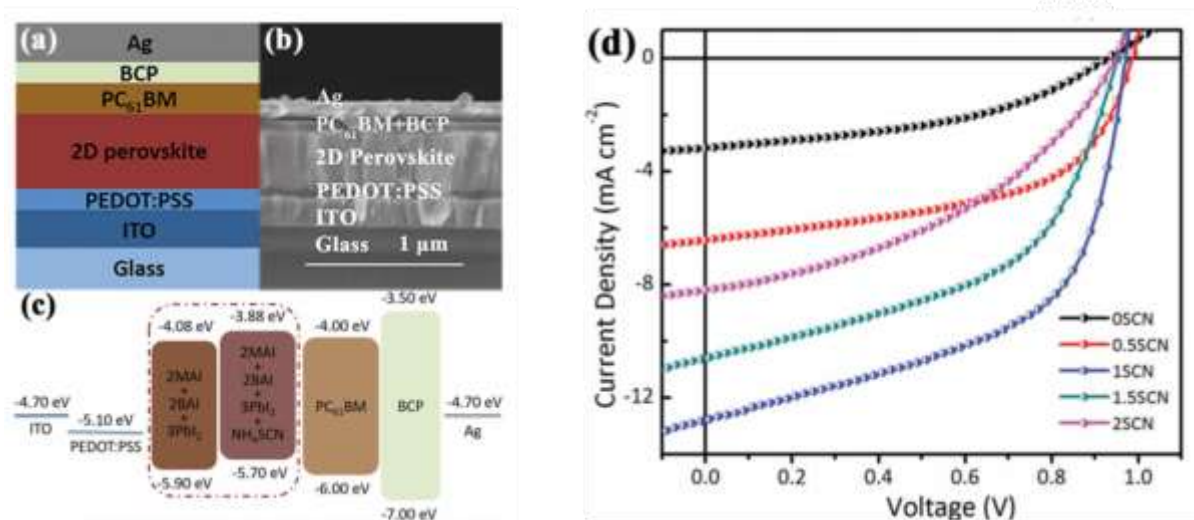 (a)
Ag
BCP
PC61BM
2D perovskite
PEDOT:PSS
ITO
Glass
(b)
Ag
PC61BM+BCP
2D Perovskite
PEDOT:PSS
ITO
Glass 1 μm
(c)
-4.70 eV
ITO
-5.10 eV
PEDOT:PSS
-4.08 eV
2MAI
+
2BAI
+
3PbI2
-5.90 eV
-3.88 eV
2MAI
+
2BAI
+
3PbI2
+
NH4SCN
-5.70 eV
-4.00 eV
PC61BM
-6.00 eV
-3.50 eV
BCP
-7.00 eV
-4.70 eV
Ag
(d)
Current Density (mA cm-2)
0
-4
-8
-12
0SCN
0.5SCN
1SCN
1.5SCN
2SCN
0.0 0.2 0.4 0.6 0.8 1.0
Voltage (V)